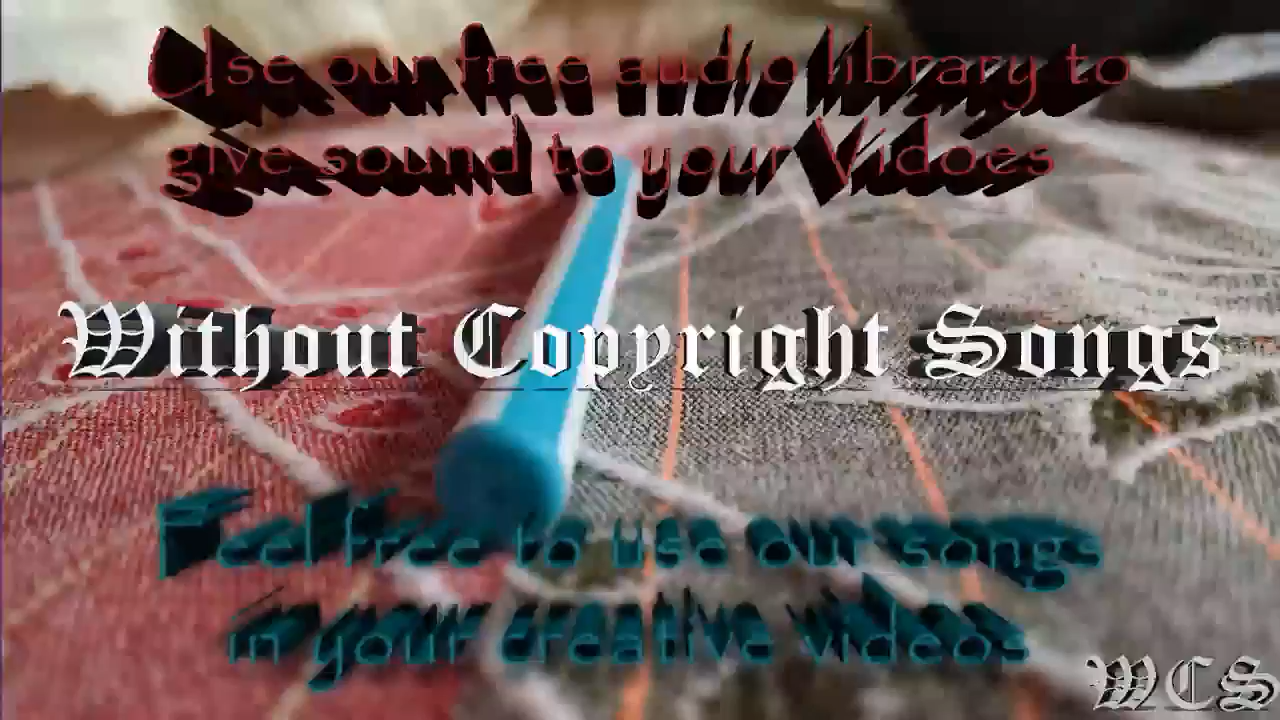 Use our free audio library to
give sound to your Vidoes
Without Copyright Songs
Feel free to use our songs
in your creative videos
WCS